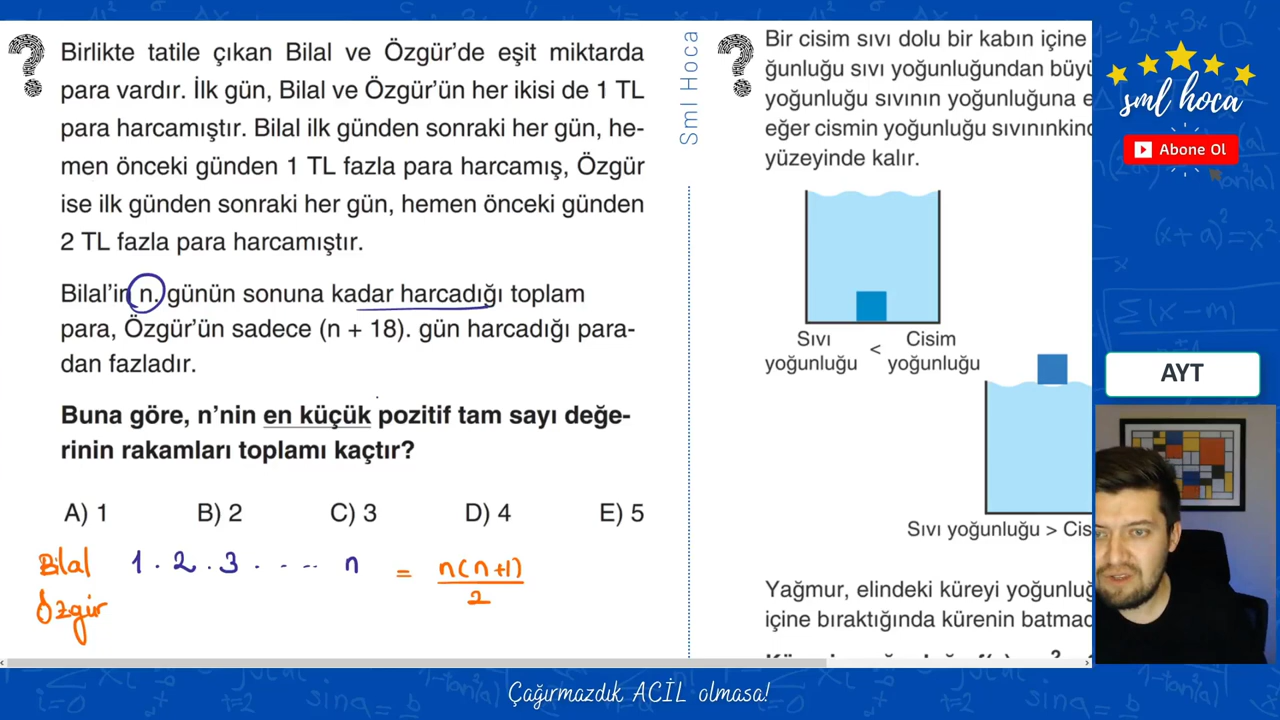 Birlikte tatile çıkan Bilal ve Özgür’de eşit miktarda
para vardır. İlk gün, Bilal ve Özgür’ün her ikisi de 1 TL
para harcamıştır. Bilal ilk günden sonraki her gün, he-
men önceki günden 1 TL fazla para harcamış, Özgür
ise ilk günden sonraki her gün, hemen önceki günden
2 TL fazla para harcamıştır.
Bilal’in n. günün sonuna kadar harcadığı toplam
para, Özgür’ün sadece (n + 18). gün harcadığı para-
dan fazladır.
Buna göre, n’nin en küçük pozitif tam sayı değe-
rinin rakamları toplamı kaçtır?
A) 1 B) 2 C) 3 D) 4 E) 5
Bilal 1 . 2 . 3 . . . -- n = n(n+1)/2
Özgür
Sml Hoca
Bir cisim sıvı dolu bir kabın içine
ğunluğu sıvı yoğunluğundan büyü
yoğunluğu sıvının yoğunluğuna e
eğer cismin yoğunluğu sıvınınkinc
yüzeyinde kalır.
Sıvı yoğunluğu < Cisim yoğunluğu
Sıvı yoğunluğu > Cis
Yağmur, elindeki küreyi yoğunluğ
içine bıraktığında kürenin batmad
sml hoca
Abone Ol
AYT
Çağırmazdık ACİL olmasa!